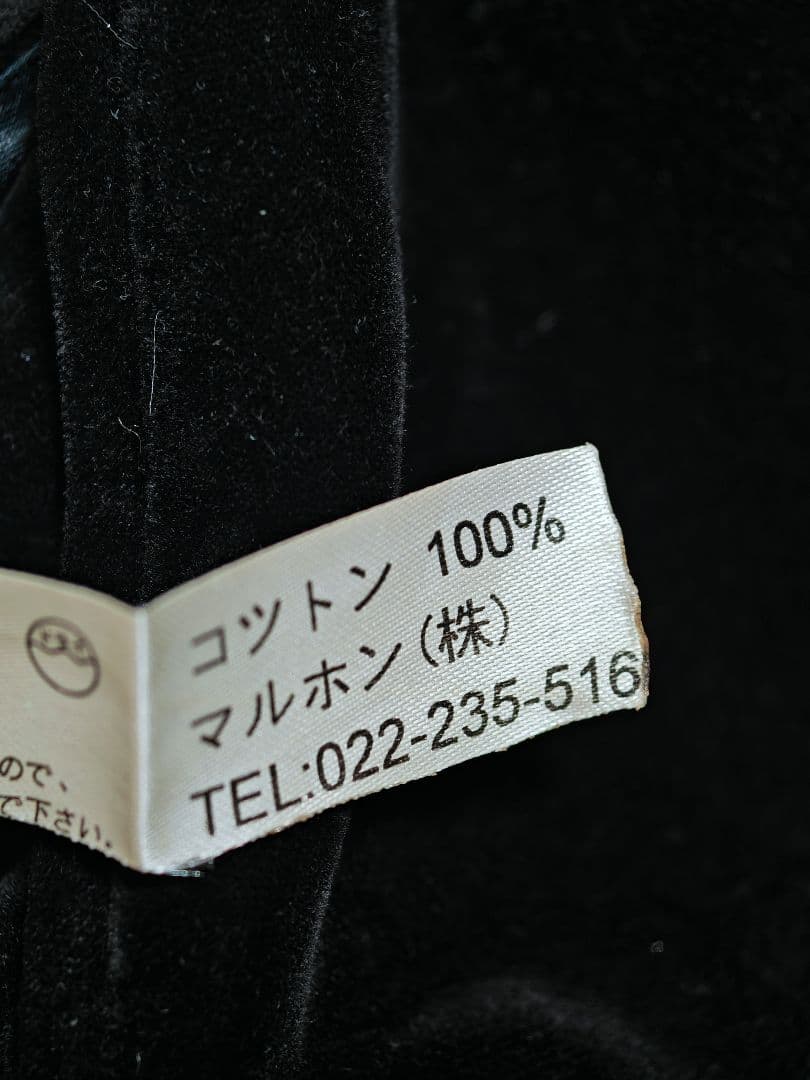 コツトン 100%
マルホン(株)
TEL:022-235-516
ので、
で下さい。